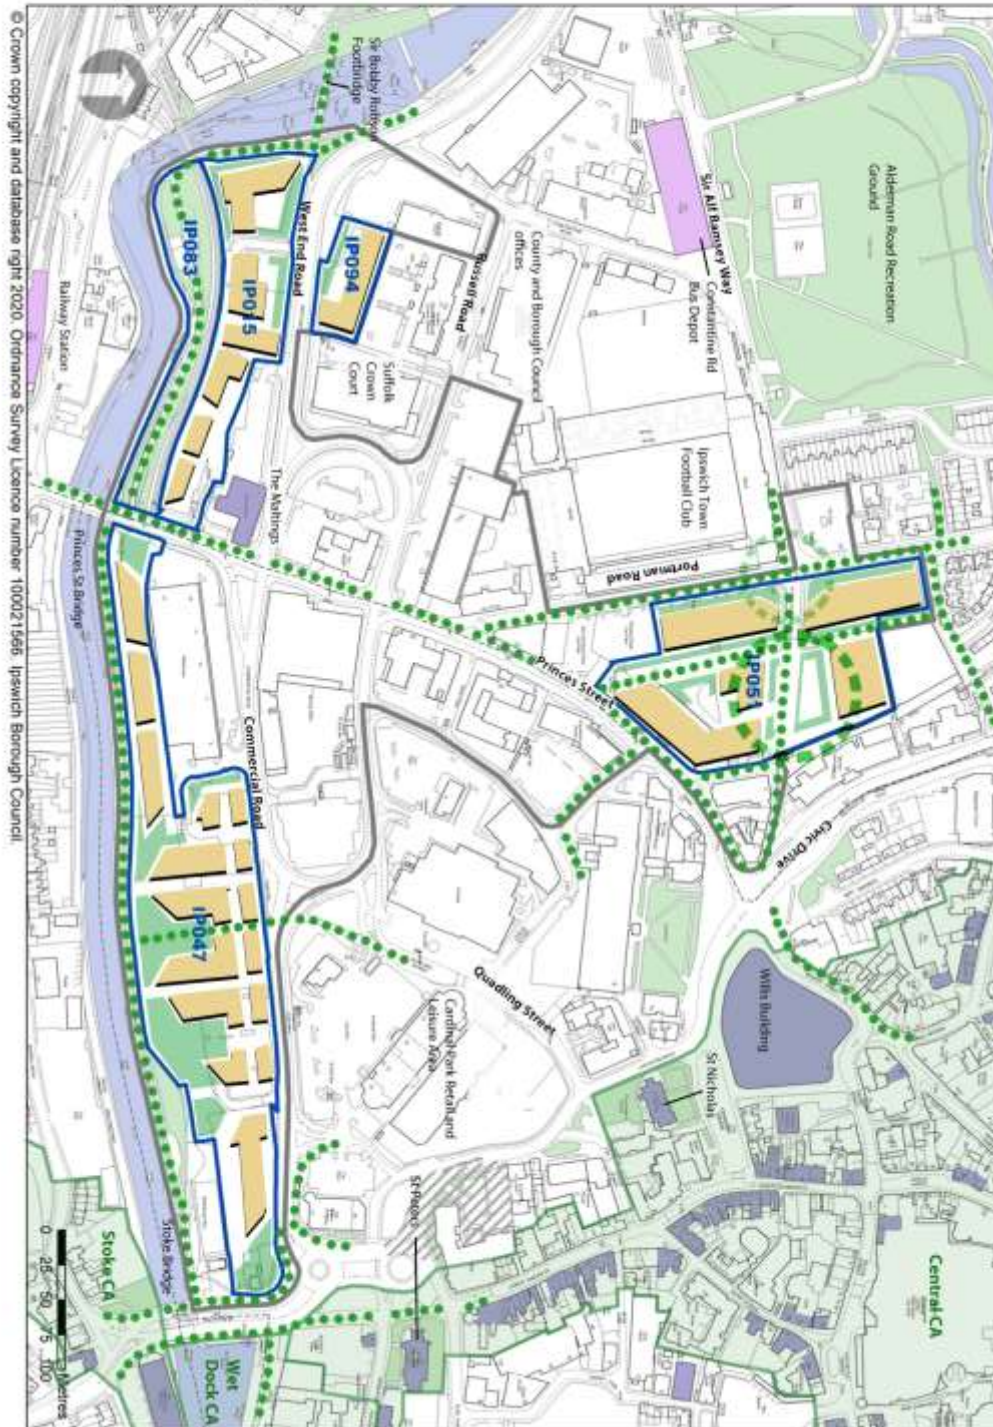 © Crown copyright and database right 2020. Ordnance Survey Licence number 100021566. Ipswich Borough Council.
Sir Bobby Robson
Footbridge
Alderman Road Recreation
Ground
Sir Alf Ramsey Way
Constantine Rd
Bus Depot
County and Borough Council
offices
Russell Road
West End Road
IP094
IP083
IP015
Suffolk
Crown
Court
Railway Station
Ipswich Town
Football Club
Portman Road
The Maltings
Princes St Bridge
Princes Street
IP051
Commercial Road
IP047
Civic Drive
Willis Building
Quadling Street
Cardinal Park Retail and
Leisure Area
St Nicholas
St Peters
Central CA
Stoke CA
Stoke Bridge
Wet
Dock CA
0 25 50 75 100
Metres